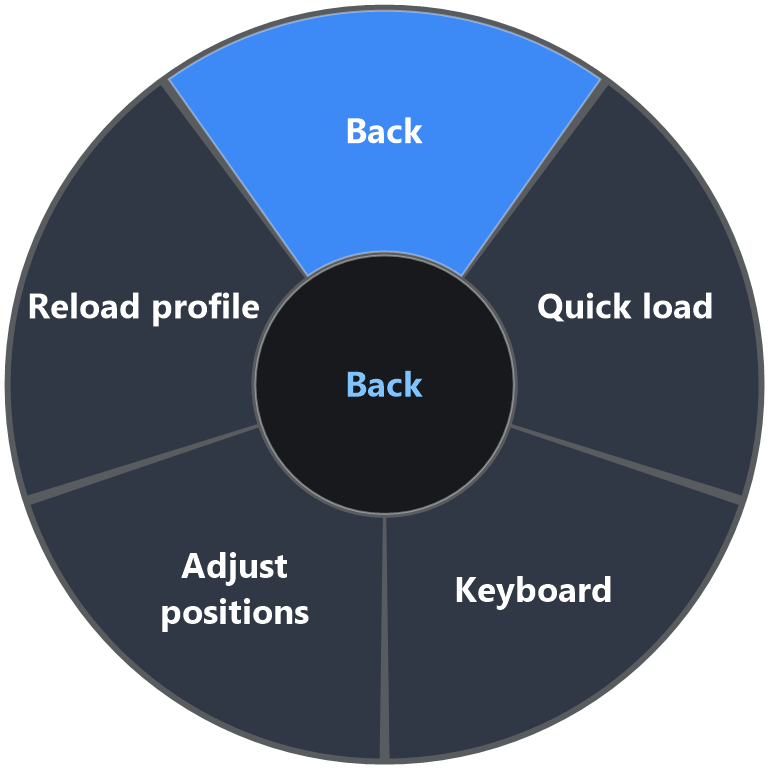 Back
Reload profile
Quick load
Back
Adjust
positions
Keyboard